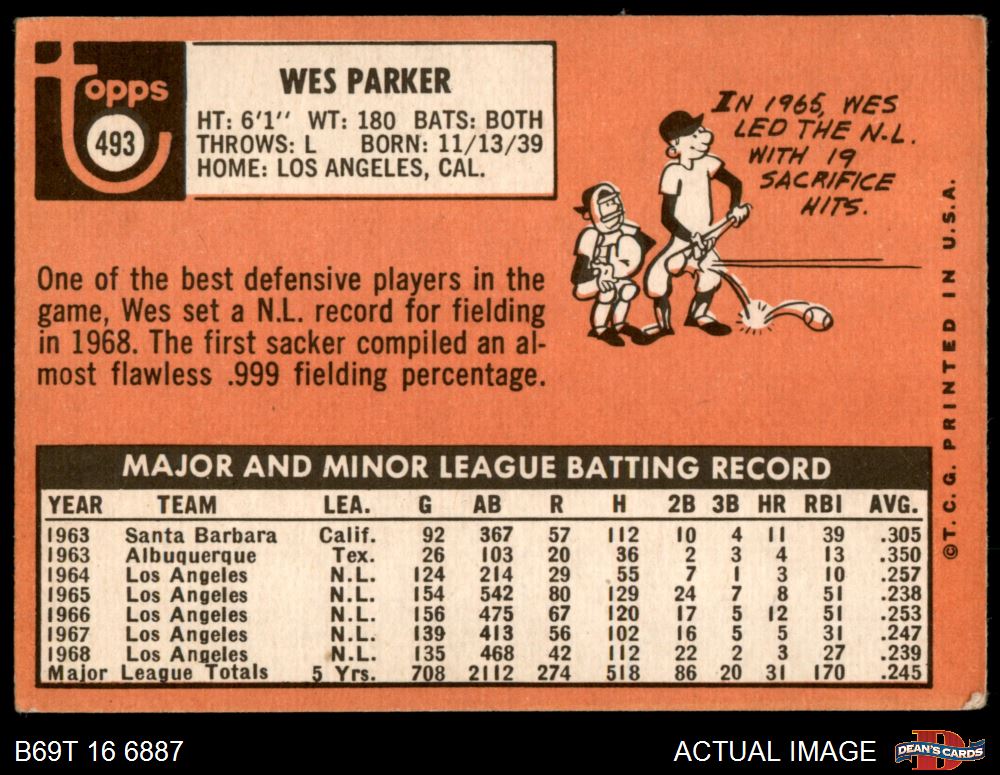 Topps
493
WES PARKER
HT: 6'1" WT: 180 BATS: BOTH
THROWS: L BORN: 11/13/39
HOME: LOS ANGELES, CAL.
IN 1965, WES
LED THE N.L.
WITH 19
SACRIFICE
HITS.
One of the best defensive players in the
game, Wes set a N.L. record for fielding
in 1968. The first sacker compiled an al-
most flawless .999 fielding percentage.
MAJOR AND MINOR LEAGUE BATTING RECORD
YEAR TEAM LEA. G AB R H 2B 3B HR RBI AVG.
1963 Santa Barbara Calif. 92 367 57 112 10 4 11 39 .305
1963 Albuquerque Tex. 26 103 20 36 2 3 4 13 .350
1964 Los Angeles N.L. 124 214 29 55 7 1 3 10 .257
1965 Los Angeles N.L. 154 542 80 129 24 7 8 51 .238
1966 Los Angeles N.L. 156 475 67 120 17 5 12 51 .253
1967 Los Angeles N.L. 139 413 56 102 16 5 5 31 .247
1968 Los Angeles N.L. 135 468 42 112 22 2 3 27 .239
Major League Totals 5 Yrs. 708 2112 274 518 86 20 31 170 .245
©T. C. G. PRINTED IN U.S.A.
B69T 16 6887
ACTUAL IMAGE
DEAN'S CARDS